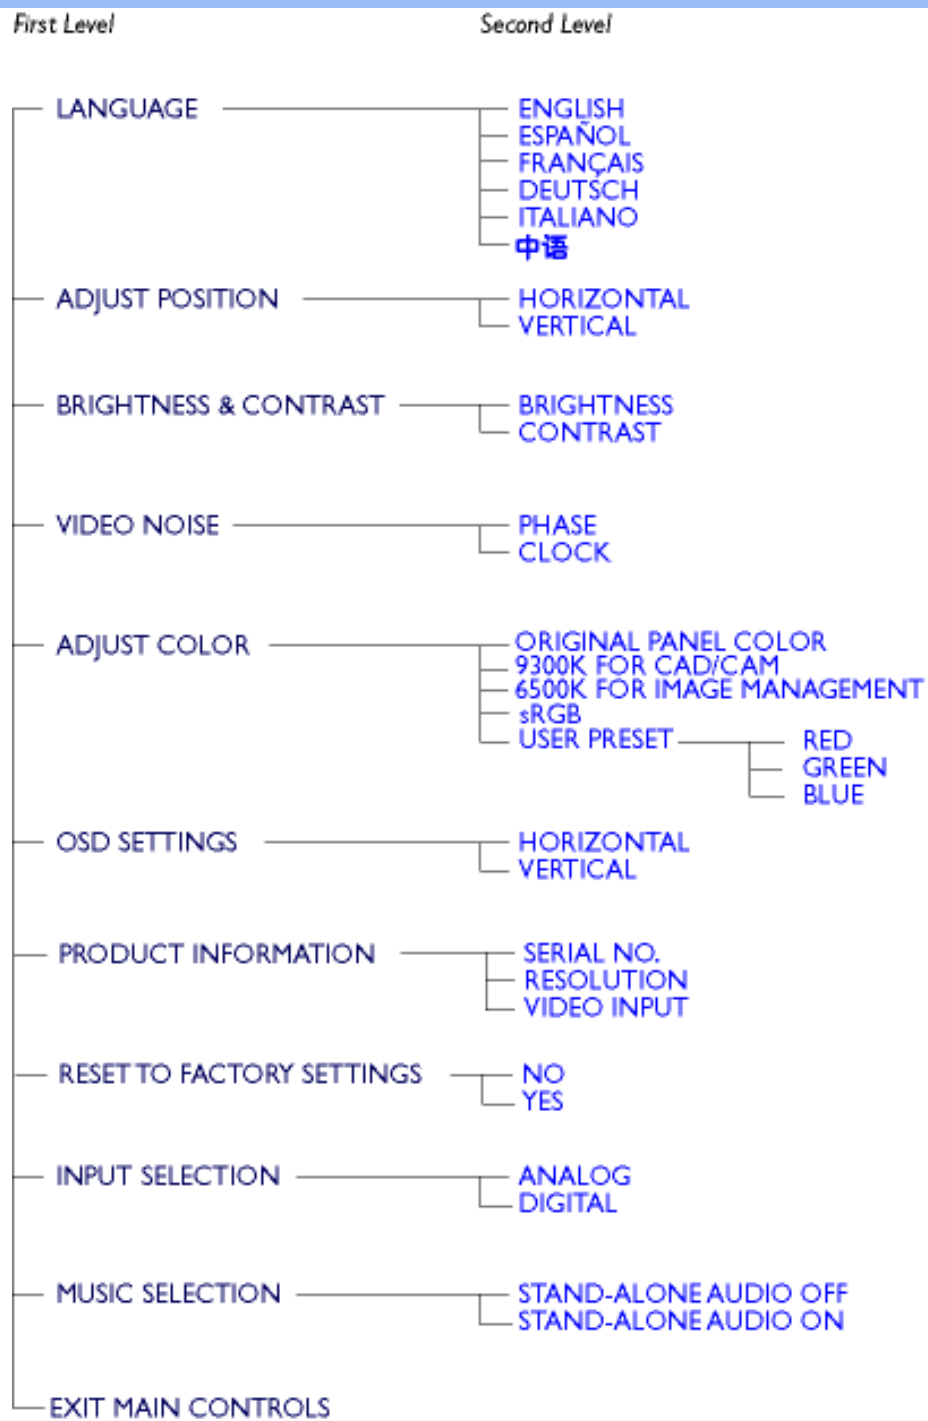 First Level Second Level
LANGUAGE ENGLISH
ESPAÑOL
FRANÇAIS
DEUTSCH
ITALIANO
中语
ADJUST POSITION HORIZONTAL
VERTICAL
BRIGHTNESS & CONTRAST BRIGHTNESS
CONTRAST
VIDEO NOISE PHASE
CLOCK
ADJUST COLOR ORIGINAL PANEL COLOR
9300K FOR CAD/CAM
6500K FOR IMAGE MANAGEMENT
sRGB
USER PRESET RED
GREEN
BLUE
OSD SETTINGS HORIZONTAL
VERTICAL
PRODUCT INFORMATION SERIAL NO.
RESOLUTION
VIDEO INPUT
RESET TO FACTORY SETTINGS NO
YES
INPUT SELECTION ANALOG
DIGITAL
MUSIC SELECTION STAND-ALONE AUDIO OFF
STAND-ALONE AUDIO ON
EXIT MAIN CONTROLS